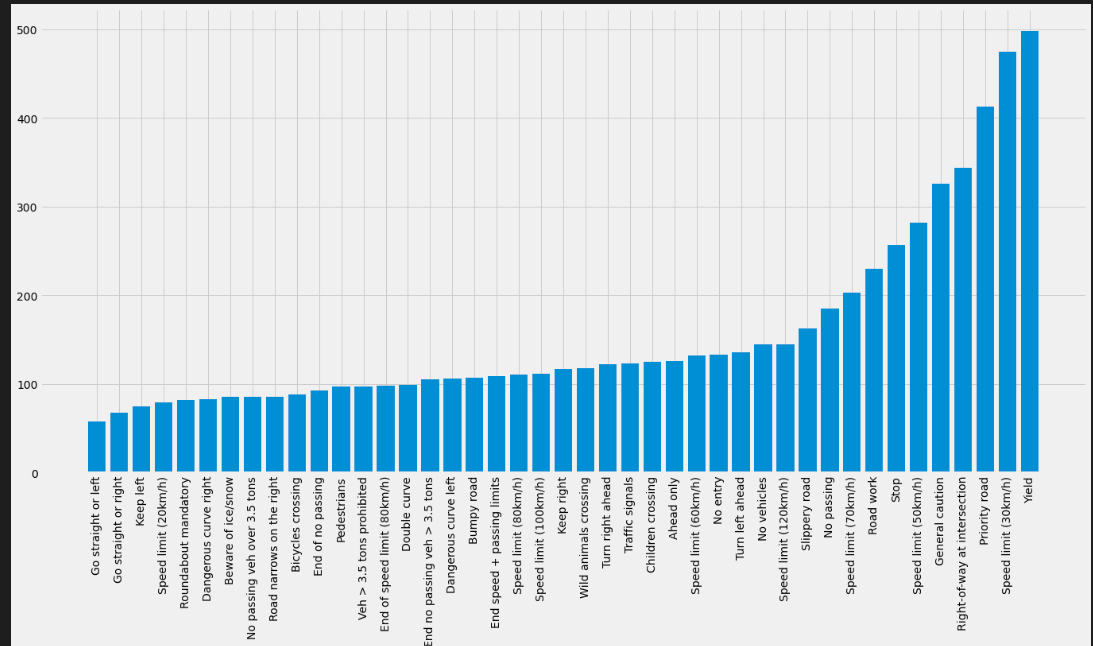 500
400
300
200
100
0
Go straight or left
Go straight or right
Keep left
Speed limit (20km/h)
Roundabout mandatory
Dangerous curve right
Beware of ice/snow
No passing veh over 3.5 tons
Road narrows on the right
Bicycles crossing
End of no passing
Pedestrians
Veh > 3.5 tons prohibited
End of speed limit (80km/h)
Double curve
End no passing veh > 3.5 tons
Dangerous curve left
Bumpy road
End speed + passing limits
Speed limit (80km/h)
Speed limit (100km/h)
Keep right
Wild animals crossing
Turn right ahead
Traffic signals
Children crossing
Ahead only
Speed limit (60km/h)
No entry
Turn left ahead
No vehicles
Speed limit (120km/h)
Slippery road
No passing
Speed limit (70km/h)
Road work
Stop
Speed limit (50km/h)
General caution
Right-of-way at intersection
Priority road
Speed limit (30km/h)
Yield